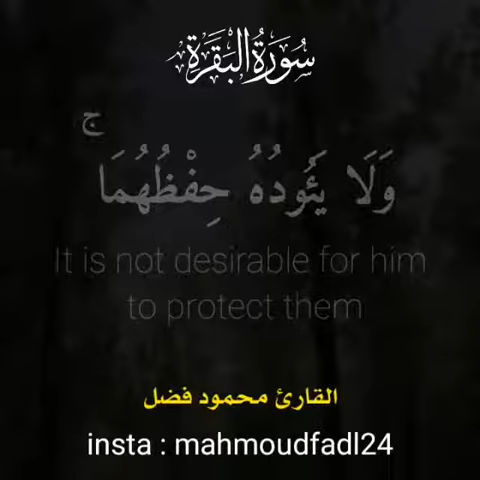 سُورَةُ البَقَرَةِ
وَلَا يَـُٔودُهُۥ حِفْظُهُمَا ۚ
It is not desirable for him
to protect them
القارئ محمود فضل
insta : mahmoudfadl24